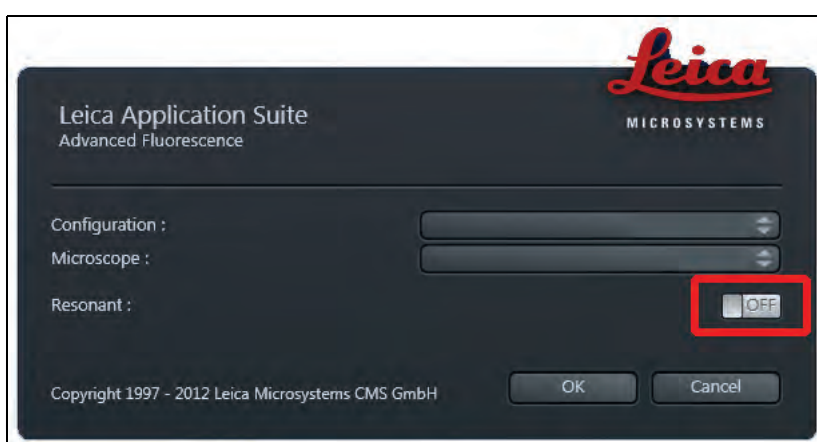 Leica
MICROSYSTEMS
Leica Application Suite
Advanced Fluorescence
Configuration :
Microscope :
Resonant :
OFF
Copyright 1997 - 2012 Leica Microsystems CMS GmbH
OK
Cancel